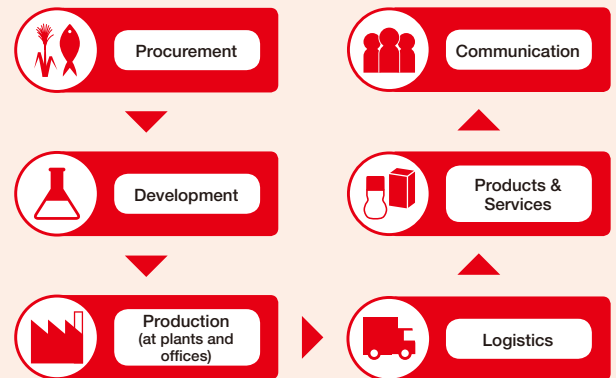 Procurement
Development
Production
(at plants and
offices)
Logistics
Products &
Services
Communication